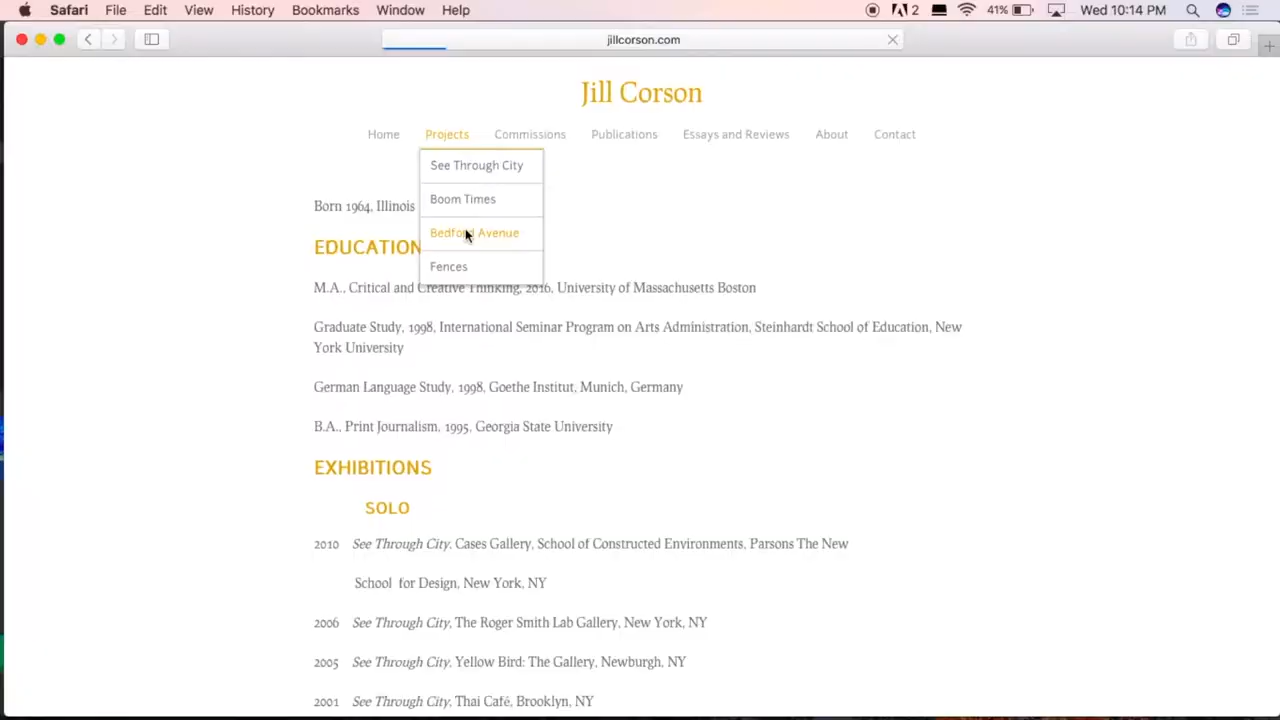 Safari File Edit View History Bookmarks Window Help 2 41% Wed 10:14 PM
jillcorson.com
Jill Corson
Home Projects Commissions Publications Essays and Reviews About Contact
See Through City
Boom Times
Bedford Avenue
Fences
Born 1964, Illinois
EDUCATION
M.A., Critical and Creative Thinking, 2016, University of Massachusetts Boston
Graduate Study, 1998, International Seminar Program on Arts Administration, Steinhardt School of Education, New
York University
German Language Study, 1998, Goethe Institut, Munich, Germany
B.A., Print Journalism, 1995, Georgia State University
EXHIBITIONS
SOLO
2010 See Through City, Cases Gallery, School of Constructed Environments, Parsons The New
School for Design, New York, NY
2006 See Through City, The Roger Smith Lab Gallery, New York, NY
2005 See Through City, Yellow Bird: The Gallery, Newburgh, NY
2001 See Through City, Thai Café, Brooklyn, NY